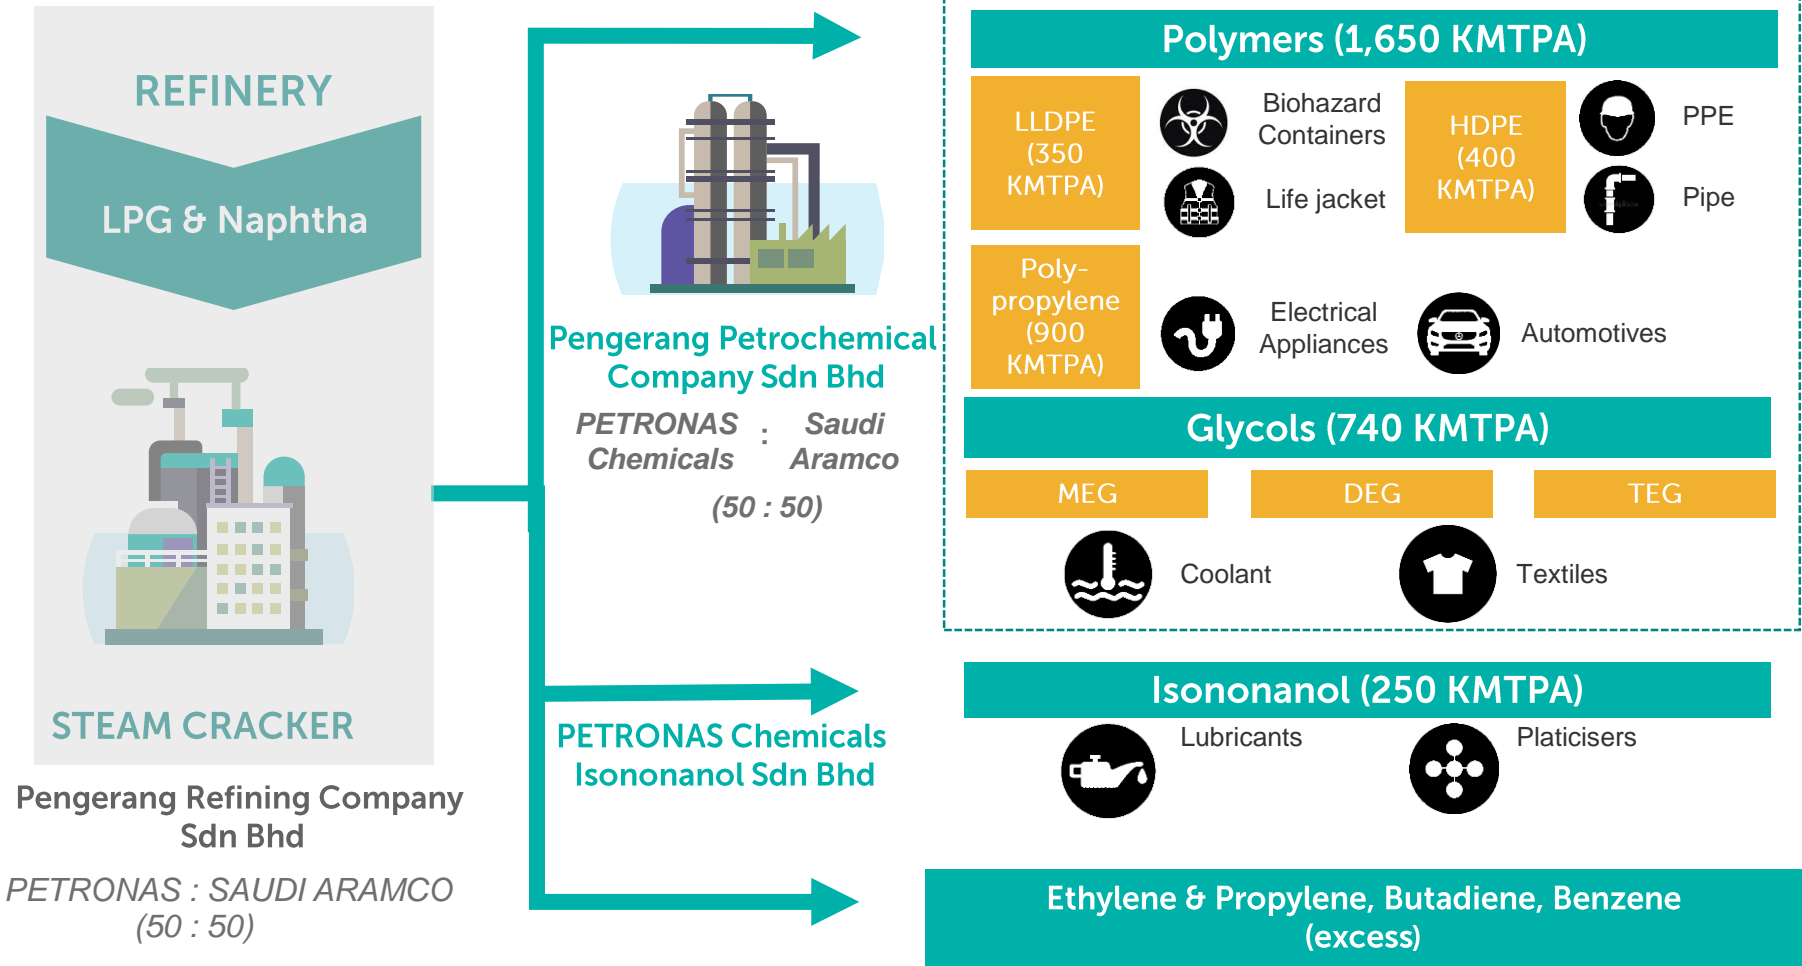 REFINERY
LPG & Naphtha
STEAM CRACKER
Pengerang Refining Company
Sdn Bhd
PETRONAS : SAUDI ARAMCO
(50 : 50)
Pengerang Petrochemical
Company Sdn Bhd
PETRONAS
Chemicals
:
Saudi
Aramco
(50 : 50)
PETRONAS Chemicals
Isononanol Sdn Bhd
Polymers (1,650 KMTPA)
LLDPE
(350
KMTPA)
Biohazard
Containers
Life jacket
HDPE
(400
KMTPA)
PPE
Pipe
Poly-
propylene
(900
KMTPA)
Electrical
Appliances
Automotives
Glycols (740 KMTPA)
MEG
DEG
TEG
Coolant
Textiles
Isononanol (250 KMTPA)
Lubricants
Platicisers
Ethylene & Propylene, Butadiene, Benzene
(excess)